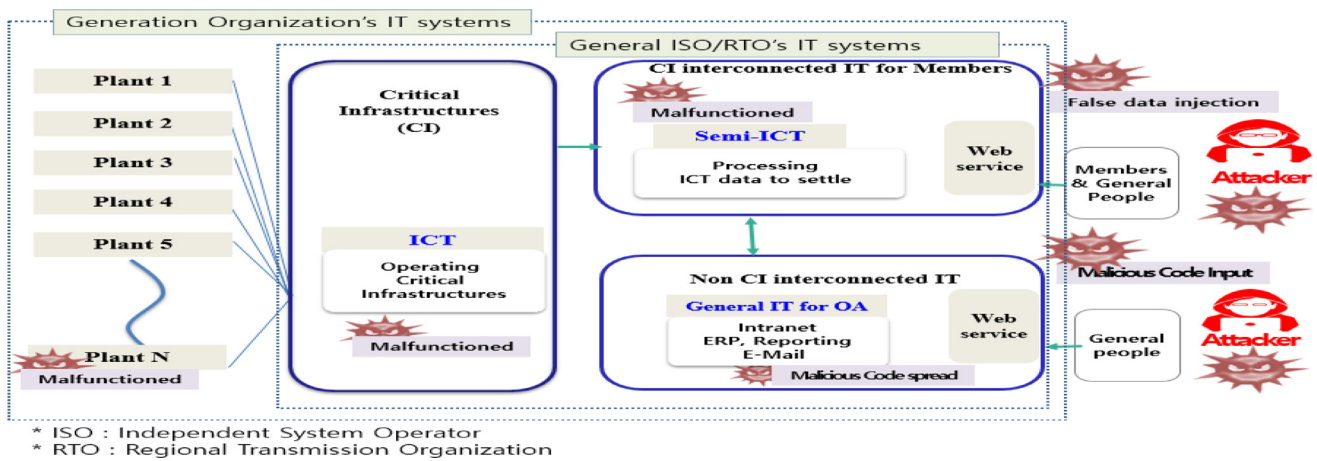 Generation Organization's IT systems
General ISO/RTO's IT systems
Plant 1
Plant 2
Plant 3
Plant 4
Plant 5
Plant N
Malfunctioned
Critical
Infrastructures
(CI)
ICT
Operating
Critical
Infrastructures
Malfunctioned
CI interconnected IT for Members
Malfunctioned
Semi-ICT
Processing
ICT data to settle
Web
service
Non CI interconnected IT
General IT for OA
Intranet
ERP, Reporting
E-Mail
Malicious Code spread
Web
service
False data injection
Members
& General
People
Attacker
Malicious Code Input
General
people
Attacker
* ISO : Independent System Operator
* RTO : Regional Transmission Organization